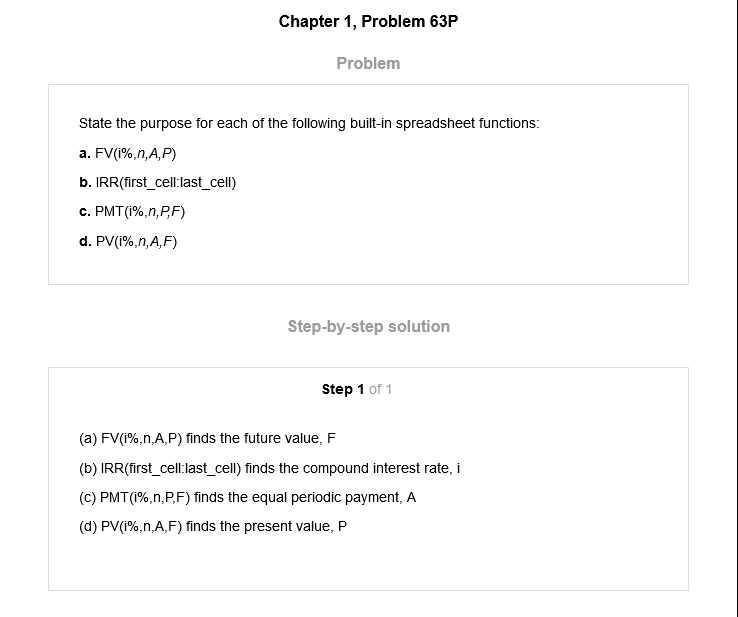 Chapter 1, Problem 63P
Problem
State the purpose for each of the following built-in spreadsheet functions:
a. FV(i%,n,A,P)
b. IRR(first_cell:last_cell)
c. PMT(i%,n,P,F)
d. PV(i%,n,A,F)
Step-by-step solution
Step 1 of 1
(a) FV(i%,n,A,P) finds the future value, F
(b) IRR(first_cell:last_cell) finds the compound interest rate, i
(c) PMT(i%,n,P,F) finds the equal periodic payment, A
(d) PV(i%,n,A,F) finds the present value, P